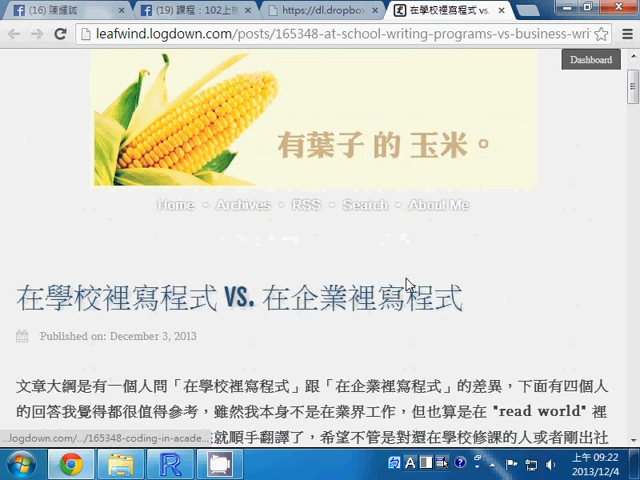 (16) 陳鍾誠
(19) 課程：102上
https://dl.dropbo
在學校裡寫程式 vs.
leafwind.logdown.com/posts/165348-at-school-writing-programs-vs-business-wri
Dashboard
有葉子的玉米。
Home • Archives • RSS • Search • About Me
在學校裡寫程式 VS. 在企業裡寫程式
Published on: December 3, 2013
文章大綱是有一個人問「在學校裡寫程式」跟「在企業裡寫程式」的差異，下面有四個人
的回答我覺得都很值得參考，雖然我本身不是在業界工作，但也算是在 "read world" 裡
就順手翻譯了，希望不管是對還在學校修課的人或者剛出社
logdown.com/.../165348-coding-in-acade...
上午 09:22
2013/12/4